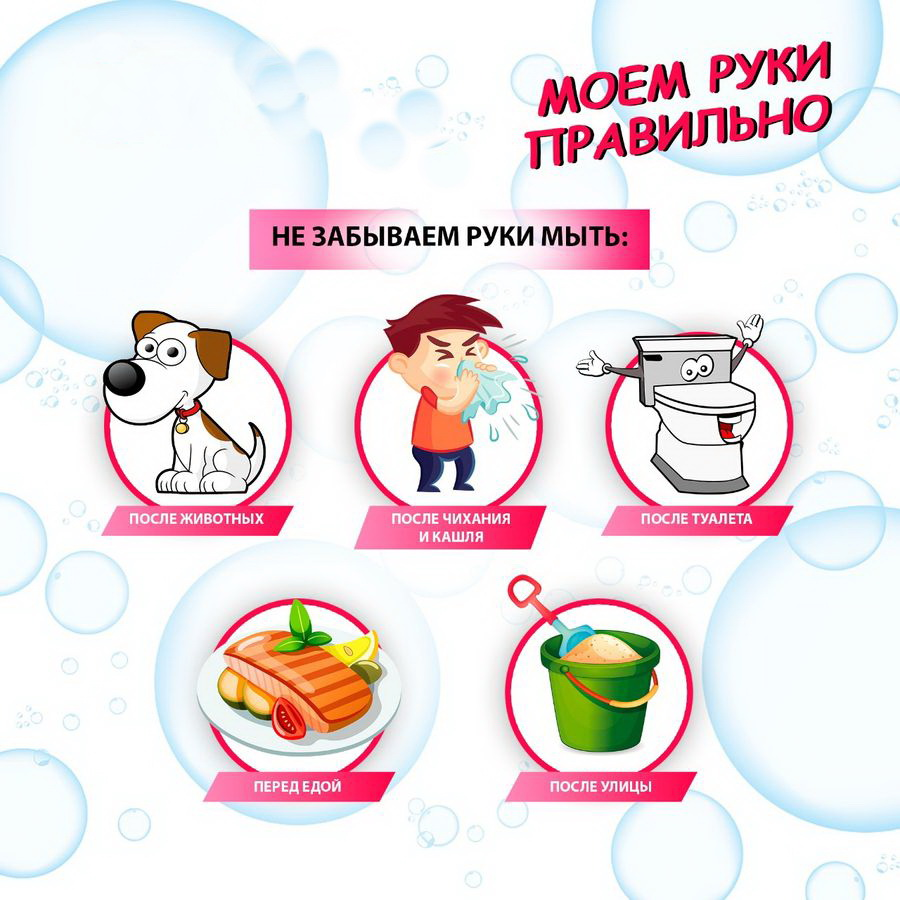 МОЕМ РУКИ
ПРАВИЛЬНО
НЕ ЗАБЫВАЕМ РУКИ МЫТЬ:
ПОСЛЕ ЖИВОТНЫХ
ПОСЛЕ ЧИХАНИЯ
И КАШЛЯ
ПОСЛЕ ТУАЛЕТА
ПЕРЕД ЕДОЙ
ПОСЛЕ УЛИЦЫ